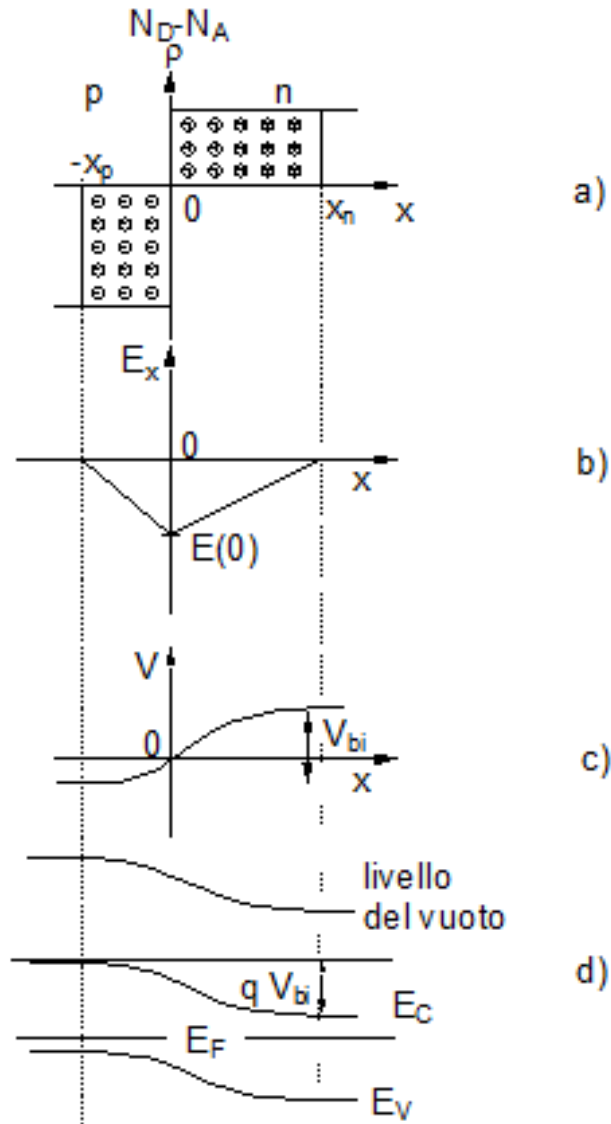 N_D-N_A
ρ
p n
-x_p
0 x_n x a)
E_x
0
x b)
E(0)
V
0 V_bi
x c)
livello
del vuoto
q V_bi E_C d)
E_F
E_V